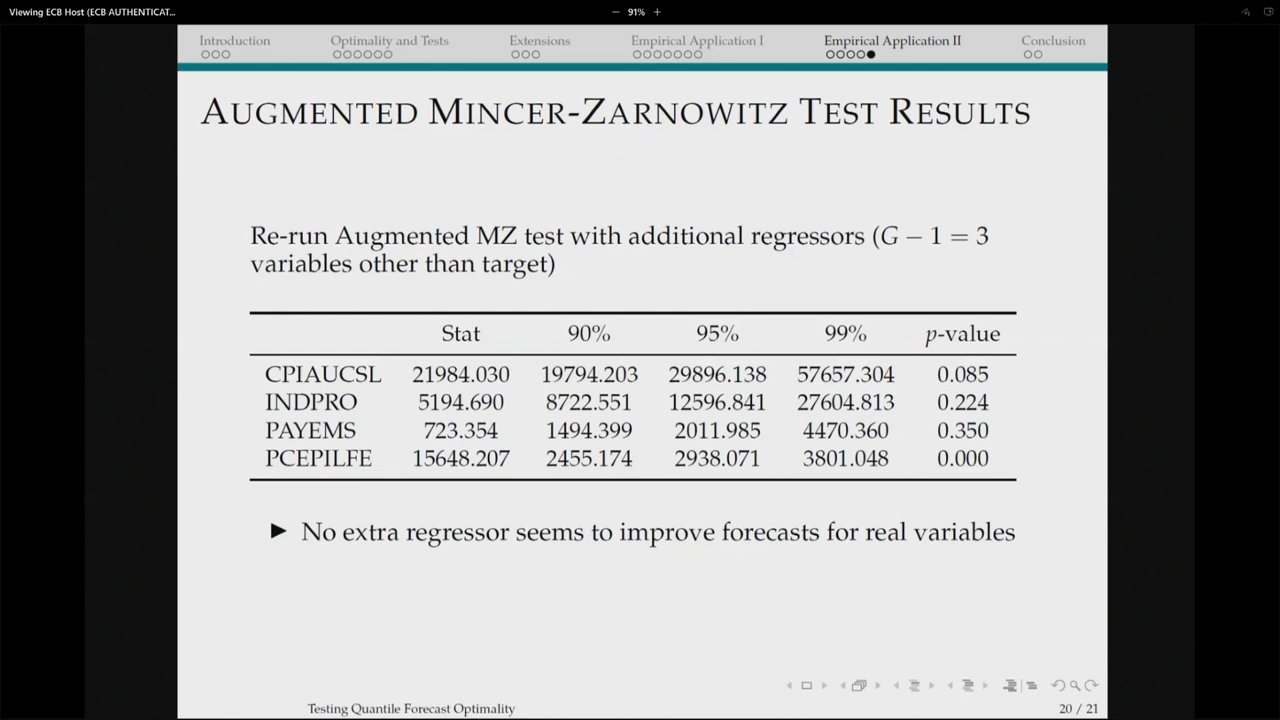 Viewing ECB Host (ECB AUTHENTICAT...
− 91% +
Introduction Optimality and Tests Extensions Empirical Application I Empirical Application II Conclusion
AUGMENTED MINCER-ZARNOWITZ TEST RESULTS
Re-run Augmented MZ test with additional regressors (G − 1 = 3
variables other than target)
Stat 90% 95% 99% p-value
CPIAUCSL 21984.030 19794.203 29896.138 57657.304 0.085
INDPRO 5194.690 8722.551 12596.841 27604.813 0.224
PAYEMS 723.354 1494.399 2011.985 4470.360 0.350
PCEPILFE 15648.207 2455.174 2938.071 3801.048 0.000
▶ No extra regressor seems to improve forecasts for real variables
Testing Quantile Forecast Optimality 20 / 21